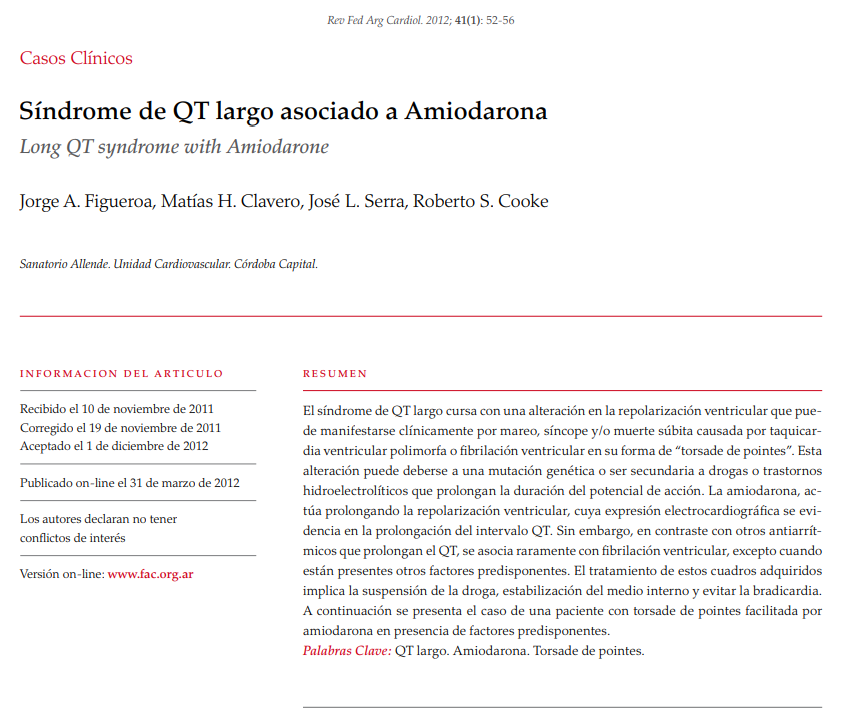 Rev Fed Arg Cardiol. 2012; 41(1): 52-56
Casos Clínicos
Síndrome de QT largo asociado a Amiodarona
Long QT syndrome with Amiodarone
Jorge A. Figueroa, Matías H. Clavero, José L. Serra, Roberto S. Cooke
Sanatorio Allende. Unidad Cardiovascular. Córdoba Capital.
INFORMACION DEL ARTICULO
Recibido el 10 de noviembre de 2011
Corregido el 19 de noviembre de 2011
Aceptado el 1 de diciembre de 2012
Publicado on-line el 31 de marzo de 2012
Los autores declaran no tener
conflictos de interés
Versión on-line: www.fac.org.ar
RESUMEN
El síndrome de QT largo cursa con una alteración en la repolarización ventricular que pue-
de manifestarse clínicamente por mareo, síncope y/o muerte súbita causada por taquicar-
dia ventricular polimorfa o fibrilación ventricular en su forma de “torsade de pointes”. Esta
alteración puede deberse a una mutación genética o ser secundaria a drogas o trastornos
hidroelectrolíticos que prolongan la duración del potencial de acción. La amiodarona, ac-
túa prolongando la repolarización ventricular, cuya expresión electrocardiográfica se evi-
dencia en la prolongación del intervalo QT. Sin embargo, en contraste con otros antiarrít-
micos que prolongan el QT, se asocia raramente con fibrilación ventricular, excepto cuando
están presentes otros factores predisponentes. El tratamiento de estos cuadros adquiridos
implica la suspensión de la droga, estabilización del medio interno y evitar la bradicardia.
A continuación se presenta el caso de una paciente con torsade de pointes facilitada por
amiodarona en presencia de factores predisponentes.
Palabras Clave: QT largo. Amiodarona. Torsade de pointes.